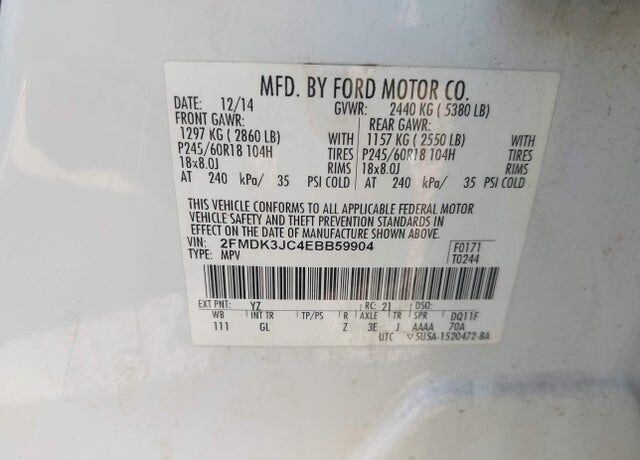 MFD. BY FORD MOTOR CO.
DATE: 12/14 GVWR: 2440 KG ( 5380 LB)
FRONT GAWR: REAR GAWR:
1297 KG ( 2860 LB) WITH 1157 KG ( 2550 LB) WITH
P245/60R18 104H TIRES P245/60R18 104H TIRES
18x8.0J RIMS 18x8.0J RIMS
AT 240 kPa/ 35 PSI COLD AT 240 kPa/ 35 PSI COLD
THIS VEHICLE CONFORMS TO ALL APPLICABLE FEDERAL MOTOR
VEHICLE SAFETY AND THEFT PREVENTION STANDARDS IN
EFFECT ON THE DATE OF MANUFACTURE SHOWN ABOVE.
VIN: 2FMDK3JC4EBB59904 F0171
TYPE: MPV T0244
EXT PNT: YZ RC: 21 DSO:
WB INT TR TP/PS R AXLE TR SPR DQ11F
111 GL Z 3E J AAAA 70A
UTC 5U5A-1520472-BA